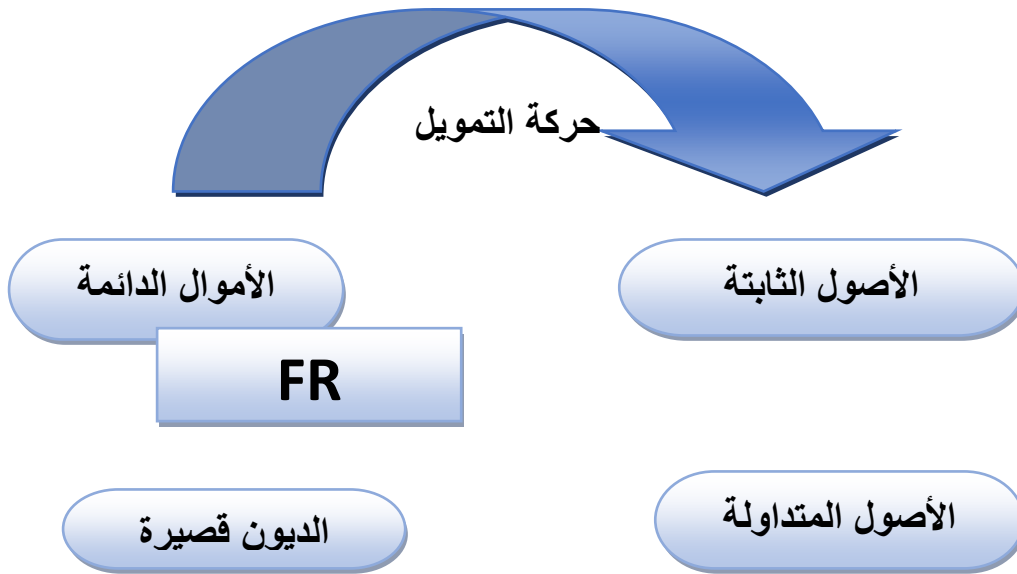 حركة التمويل
الأصول الثابتة
الأموال الدائمة
FR
الأصول المتداولة
الديون قصيرة